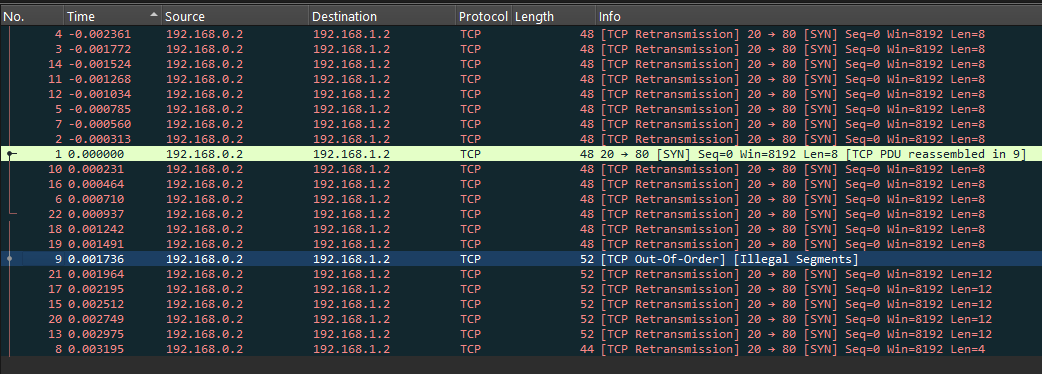 No. Time Source Destination Protocol Length Info
4 -0.002361 192.168.0.2 192.168.1.2 TCP 48 [TCP Retransmission] 20 → 80 [SYN] Seq=0 Win=8192 Len=8
3 -0.001772 192.168.0.2 192.168.1.2 TCP 48 [TCP Retransmission] 20 → 80 [SYN] Seq=0 Win=8192 Len=8
14 -0.001524 192.168.0.2 192.168.1.2 TCP 48 [TCP Retransmission] 20 → 80 [SYN] Seq=0 Win=8192 Len=8
11 -0.001268 192.168.0.2 192.168.1.2 TCP 48 [TCP Retransmission] 20 → 80 [SYN] Seq=0 Win=8192 Len=8
12 -0.001034 192.168.0.2 192.168.1.2 TCP 48 [TCP Retransmission] 20 → 80 [SYN] Seq=0 Win=8192 Len=8
5 -0.000785 192.168.0.2 192.168.1.2 TCP 48 [TCP Retransmission] 20 → 80 [SYN] Seq=0 Win=8192 Len=8
7 -0.000560 192.168.0.2 192.168.1.2 TCP 48 [TCP Retransmission] 20 → 80 [SYN] Seq=0 Win=8192 Len=8
2 -0.000313 192.168.0.2 192.168.1.2 TCP 48 [TCP Retransmission] 20 → 80 [SYN] Seq=0 Win=8192 Len=8
1 0.000000 192.168.0.2 192.168.1.2 TCP 48 20 → 80 [SYN] Seq=0 Win=8192 Len=8 [TCP PDU reassembled in 9]
10 0.000231 192.168.0.2 192.168.1.2 TCP 48 [TCP Retransmission] 20 → 80 [SYN] Seq=0 Win=8192 Len=8
16 0.000464 192.168.0.2 192.168.1.2 TCP 48 [TCP Retransmission] 20 → 80 [SYN] Seq=0 Win=8192 Len=8
6 0.000710 192.168.0.2 192.168.1.2 TCP 48 [TCP Retransmission] 20 → 80 [SYN] Seq=0 Win=8192 Len=8
22 0.000937 192.168.0.2 192.168.1.2 TCP 48 [TCP Retransmission] 20 → 80 [SYN] Seq=0 Win=8192 Len=8
18 0.001242 192.168.0.2 192.168.1.2 TCP 48 [TCP Retransmission] 20 → 80 [SYN] Seq=0 Win=8192 Len=8
19 0.001491 192.168.0.2 192.168.1.2 TCP 48 [TCP Retransmission] 20 → 80 [SYN] Seq=0 Win=8192 Len=8
9 0.001736 192.168.0.2 192.168.1.2 TCP 52 [TCP Out-Of-Order] [Illegal Segments]
21 0.001964 192.168.0.2 192.168.1.2 TCP 52 [TCP Retransmission] 20 → 80 [SYN] Seq=0 Win=8192 Len=12
17 0.002195 192.168.0.2 192.168.1.2 TCP 52 [TCP Retransmission] 20 → 80 [SYN] Seq=0 Win=8192 Len=12
15 0.002512 192.168.0.2 192.168.1.2 TCP 52 [TCP Retransmission] 20 → 80 [SYN] Seq=0 Win=8192 Len=12
20 0.002749 192.168.0.2 192.168.1.2 TCP 52 [TCP Retransmission] 20 → 80 [SYN] Seq=0 Win=8192 Len=12
13 0.002975 192.168.0.2 192.168.1.2 TCP 52 [TCP Retransmission] 20 → 80 [SYN] Seq=0 Win=8192 Len=12
8 0.003195 192.168.0.2 192.168.1.2 TCP 44 [TCP Retransmission] 20 → 80 [SYN] Seq=0 Win=8192 Len=4